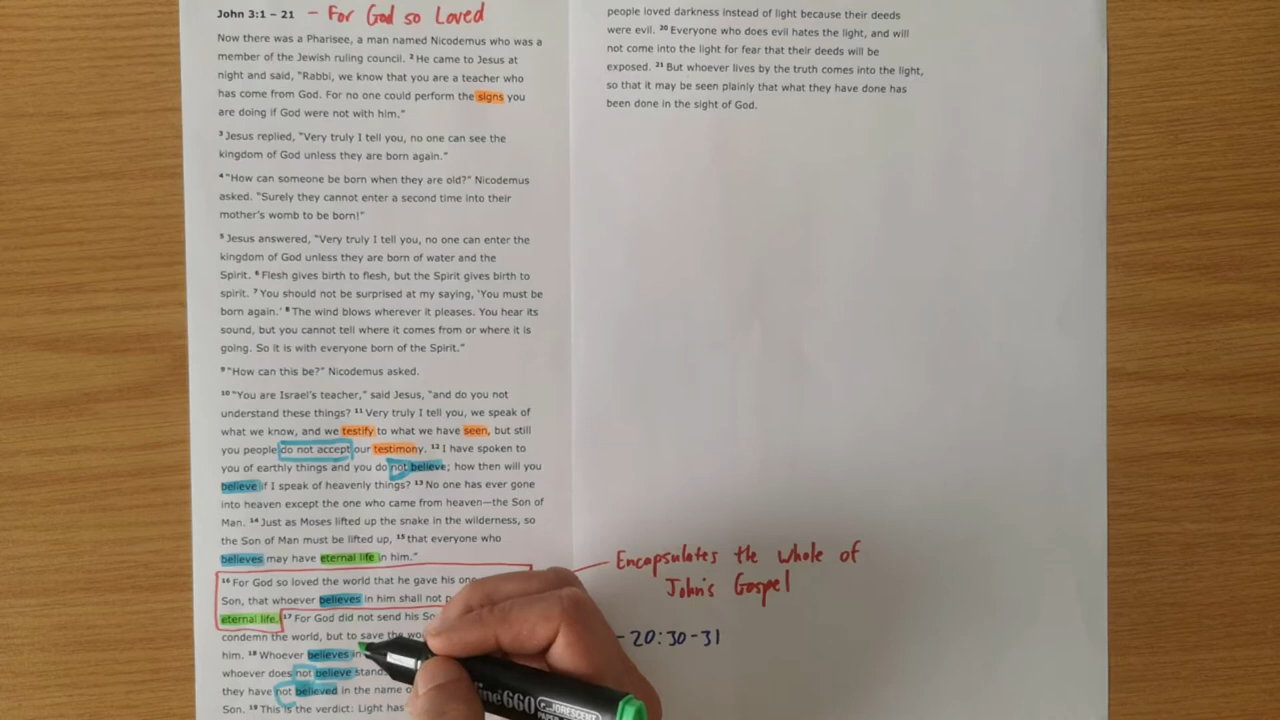 John 3:1 – 21 - For God so Loved
Now there was a Pharisee, a man named Nicodemus who was a
member of the Jewish ruling council. ² He came to Jesus at
night and said, "Rabbi, we know that you are a teacher who
has come from God. For no one could perform the signs you
are doing if God were not with him."
³ Jesus replied, "Very truly I tell you, no one can see the
kingdom of God unless they are born again."
⁴ "How can someone be born when they are old?" Nicodemus
asked. "Surely they cannot enter a second time into their
mother's womb to be born!"
⁵ Jesus answered, "Very truly I tell you, no one can enter the
kingdom of God unless they are born of water and the
Spirit. ⁶ Flesh gives birth to flesh, but the Spirit gives birth to
spirit. ⁷ You should not be surprised at my saying, 'You must be
born again.' ⁸ The wind blows wherever it pleases. You hear its
sound, but you cannot tell where it comes from or where it is
going. So it is with everyone born of the Spirit."
⁹ "How can this be?" Nicodemus asked.
¹⁰ "You are Israel's teacher," said Jesus, "and do you not
understand these things? ¹¹ Very truly I tell you, we speak of
what we know, and we testify to what we have seen, but still
you people do not accept our testimony. ¹² I have spoken to
you of earthly things and you do not believe; how then will you
believe if I speak of heavenly things? ¹³ No one has ever gone
into heaven except the one who came from heaven—the Son of
Man. ¹⁴ Just as Moses lifted up the snake in the wilderness, so
the Son of Man must be lifted up, ¹⁵ that everyone who
believes may have eternal life in him."
¹⁶ For God so loved the world that he gave his
Son, that whoever believes in him shall not
eternal life. ¹⁷ For God did not send his
condemn the world, but to save the
him. ¹⁸ Whoever believes in
whoever does not believe
they have not believed in the name
Son. ¹⁹ This is the verdict: Light has
people loved darkness instead of light because their deeds
were evil. ²⁰ Everyone who does evil hates the light, and will
not come into the light for fear that their deeds will be
exposed. ²¹ But whoever lives by the truth comes into the light,
so that it may be seen plainly that what they have done has
been done in the sight of God.
Encapsulates the whole of
John's Gospel
- 20:30-31